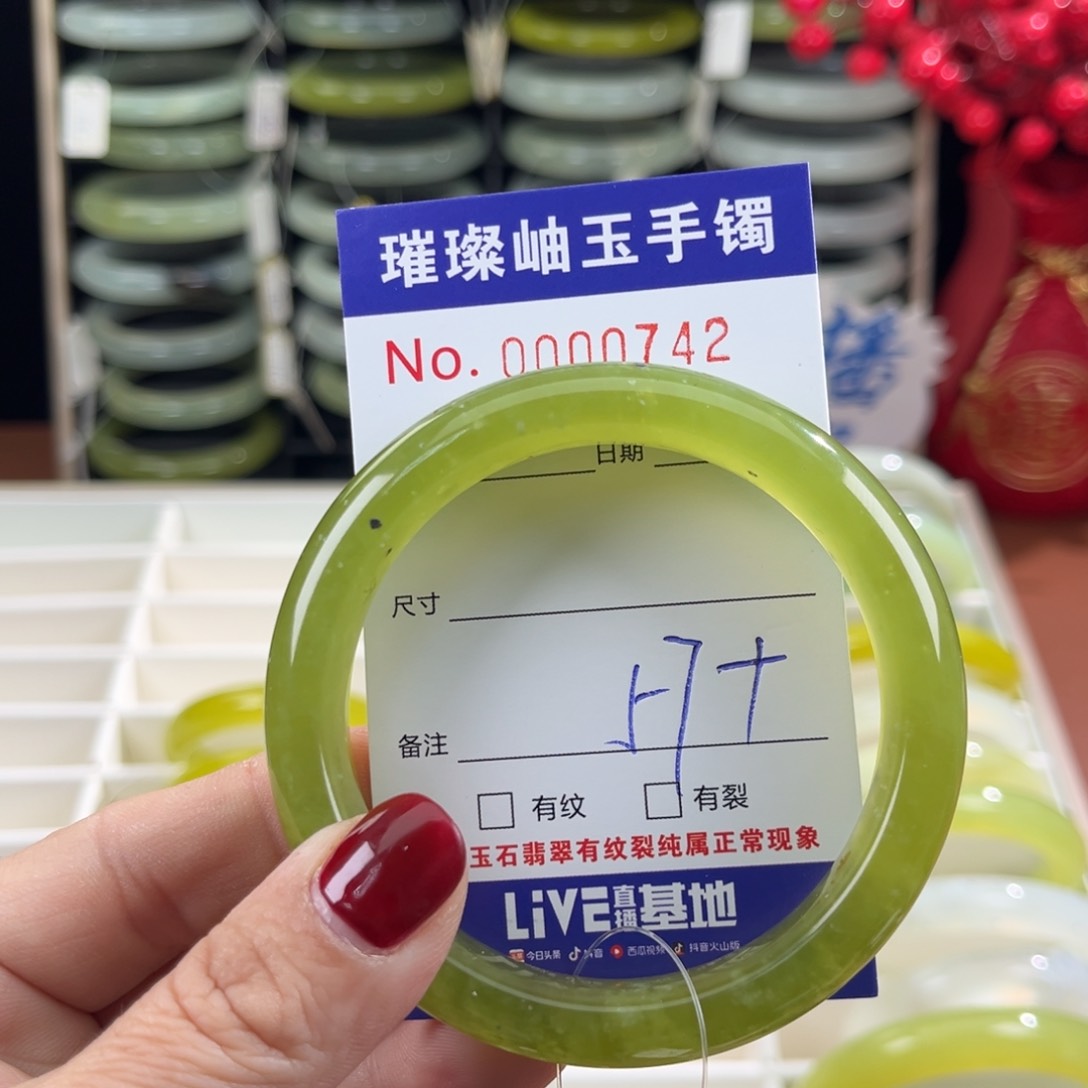 璀璨岫玉手镯
No. 0000742
日期
尺寸
57+
备注
有纹 有裂
玉石翡翠有纹裂纯属正常现象
LiVE直播基地
今日头条 抖音 西瓜视频 抖音火山版